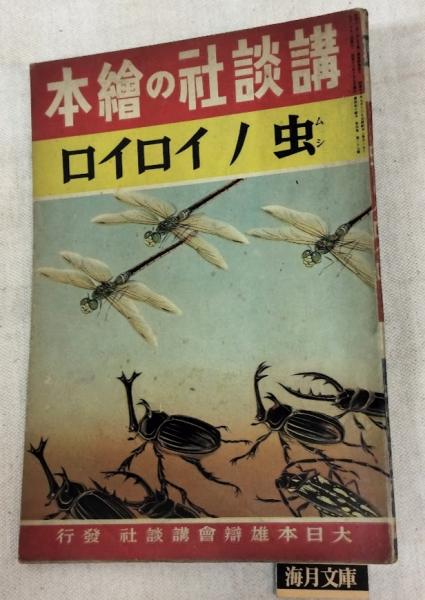 講談社の繪本
虫ムシノイロイロ
大日本雄辯會講談社 發行
海月文庫